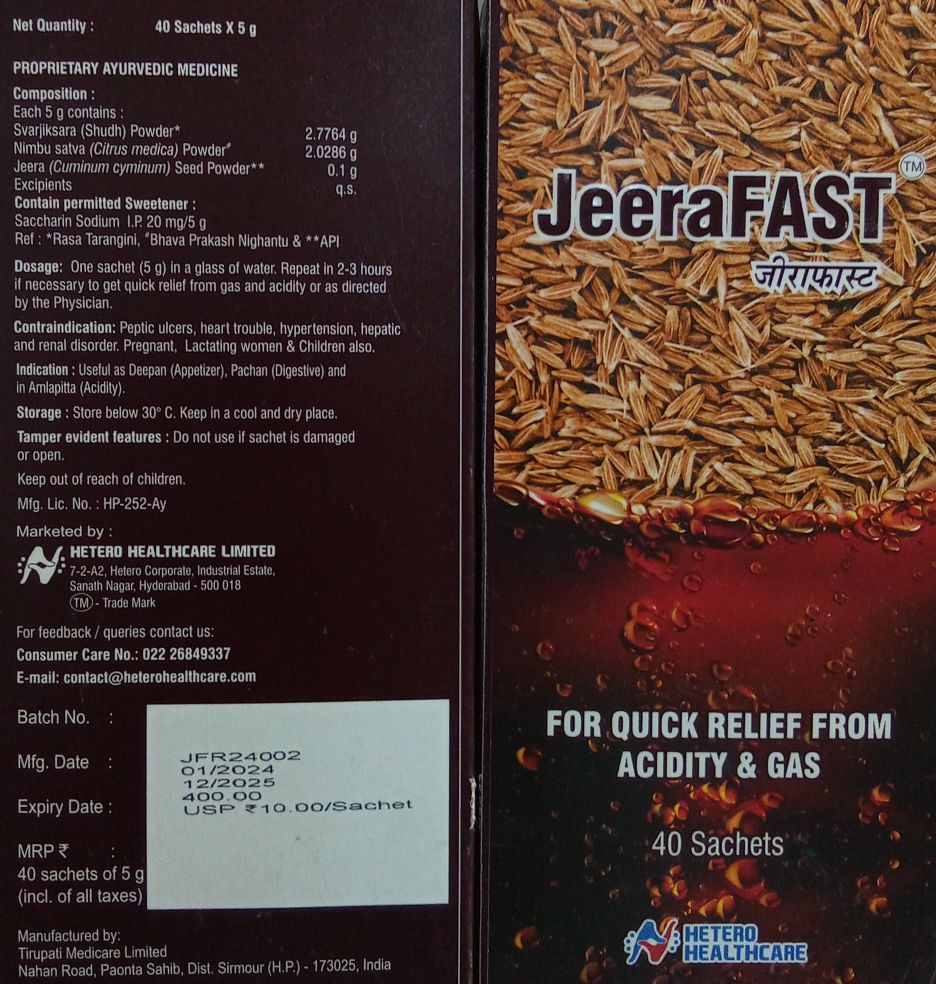 Net Quantity : 40 Sachets X 5 g
PROPRIETARY AYURVEDIC MEDICINE
Composition :
Each 5 g contains :
Svarjiksara (Shudh) Powder* 2.7764 g
Nimbu satva (Citrus medica) Powder# 2.0286 g
Jeera (Cuminum cyminum) Seed Powder** 0.1 g
Excipients q.s.
Contain permitted Sweetener :
Saccharin Sodium I.P. 20 mg/5 g
Ref : *Rasa Tarangini, #Bhava Prakash Nighantu & **API
Dosage: One sachet (5 g) in a glass of water. Repeat in 2-3 hours
if necessary to get quick relief from gas and acidity or as directed
by the Physician.
Contraindication: Peptic ulcers, heart trouble, hypertension, hepatic
and renal disorder. Pregnant, Lactating women & Children also.
Indication : Useful as Deepan (Appetizer), Pachan (Digestive) and
in Amlapitta (Acidity).
Storage : Store below 30° C. Keep in a cool and dry place.
Tamper evident features : Do not use if sachet is damaged
or open.
Keep out of reach of children.
Mfg. Lic. No. : HP-252-Ay
Marketed by :
HETERO HEALTHCARE LIMITED
7-2-A2, Hetero Corporate, Industrial Estate,
Sanath Nagar, Hyderabad - 500 018
TM - Trade Mark
For feedback / queries contact us:
Consumer Care No.: 022 26849337
E-mail: contact@heterohealthcare.com
Batch No. :
Mfg. Date :
Expiry Date :
MRP ₹ :
40 sachets of 5 g
(incl. of all taxes)
JFR24002
01/2024
12/2025
400.00
USP ₹10.00/Sachet
Manufactured by:
Tirupati Medicare Limited
Nahan Road, Paonta Sahib, Dist. Sirmour (H.P.) - 173025, India
JeeraFAST TM
जीराफास्ट
FOR QUICK RELIEF FROM
ACIDITY & GAS
40 Sachets
HETERO
HEALTHCARE